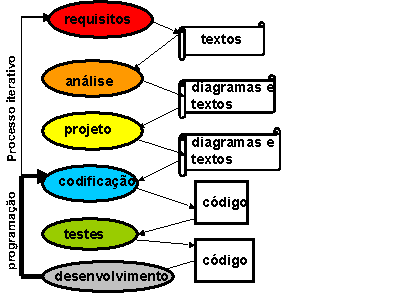 requisitos
textos
análise
diagramas e
textos
projeto
diagramas e
textos
codificação
código
testes
código
desenvolvimento
Processo iterativo
programação